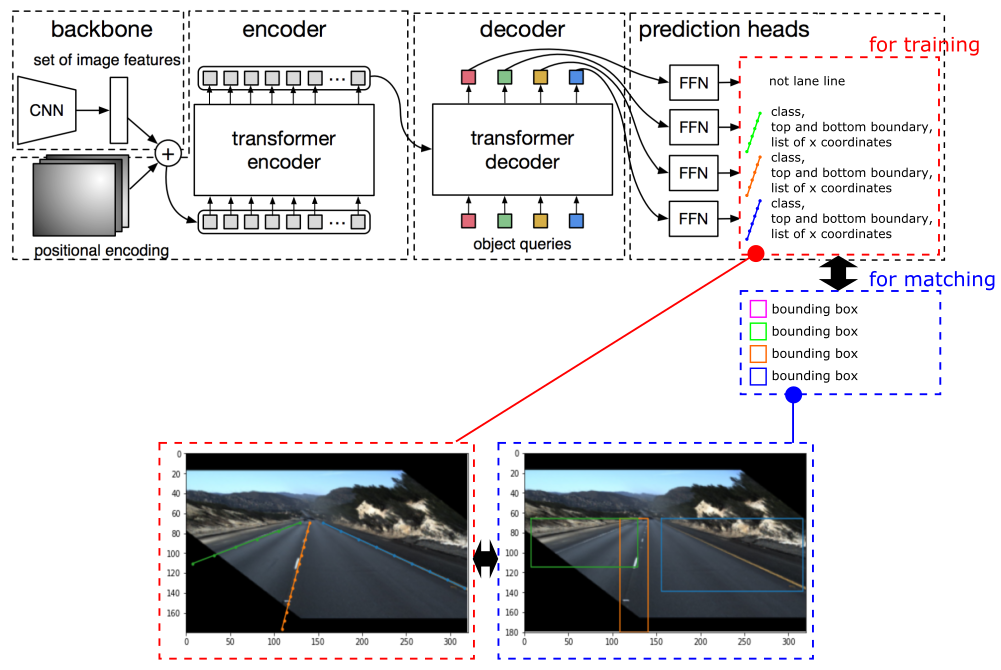 backbone
encoder
decoder
prediction heads
for training
set of image features
CNN
+
positional encoding
...
transformer
encoder
...
transformer
decoder
object queries
FFN
FFN
FFN
FFN
not lane line
class,
top and bottom boundary,
list of x coordinates
class,
top and bottom boundary,
list of x coordinates
class,
top and bottom boundary,
list of x coordinates
for matching
bounding box
bounding box
bounding box
bounding box
0
20
40
60
80
100
120
140
160
0 50 100 150 200 250 300
0
20
40
60
80
100
120
140
160
180
0 50 100 150 200 250 300